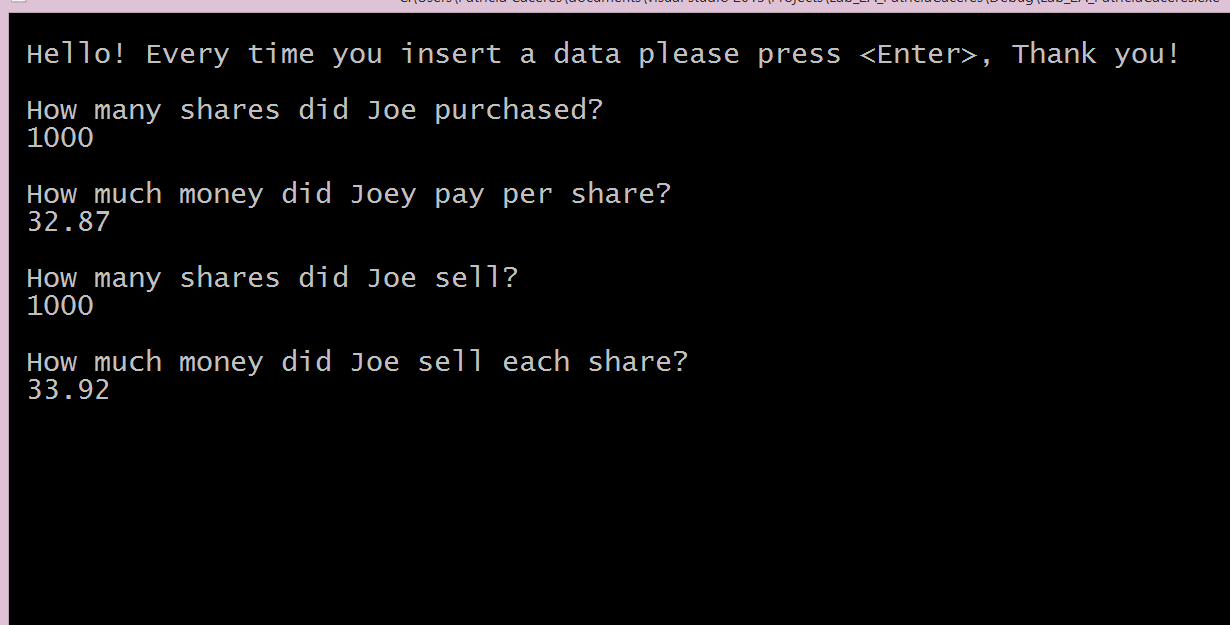 Hello! Every time you insert a data please press <Enter>, Thank you!
How many shares did Joe purchased?
1000
How much money did Joey pay per share?
32.87
How many shares did Joe sell?
1000
How much money did Joe sell each share?
33.92